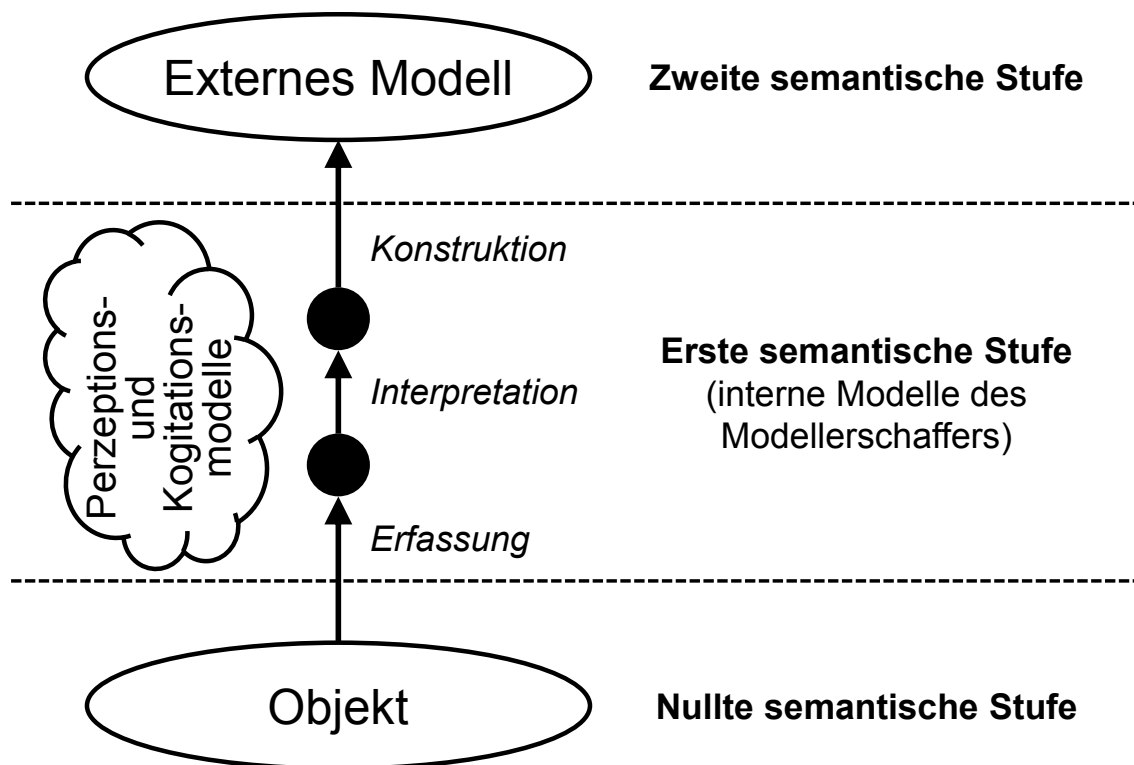 Externes Modell
Zweite semantische Stufe
Konstruktion
Perzeptions-
und
Kogitations-
modelle
Interpretation
Erste semantische Stufe
(interne Modelle des
Modellerschaffers)
Erfassung
Objekt
Nullte semantische Stufe